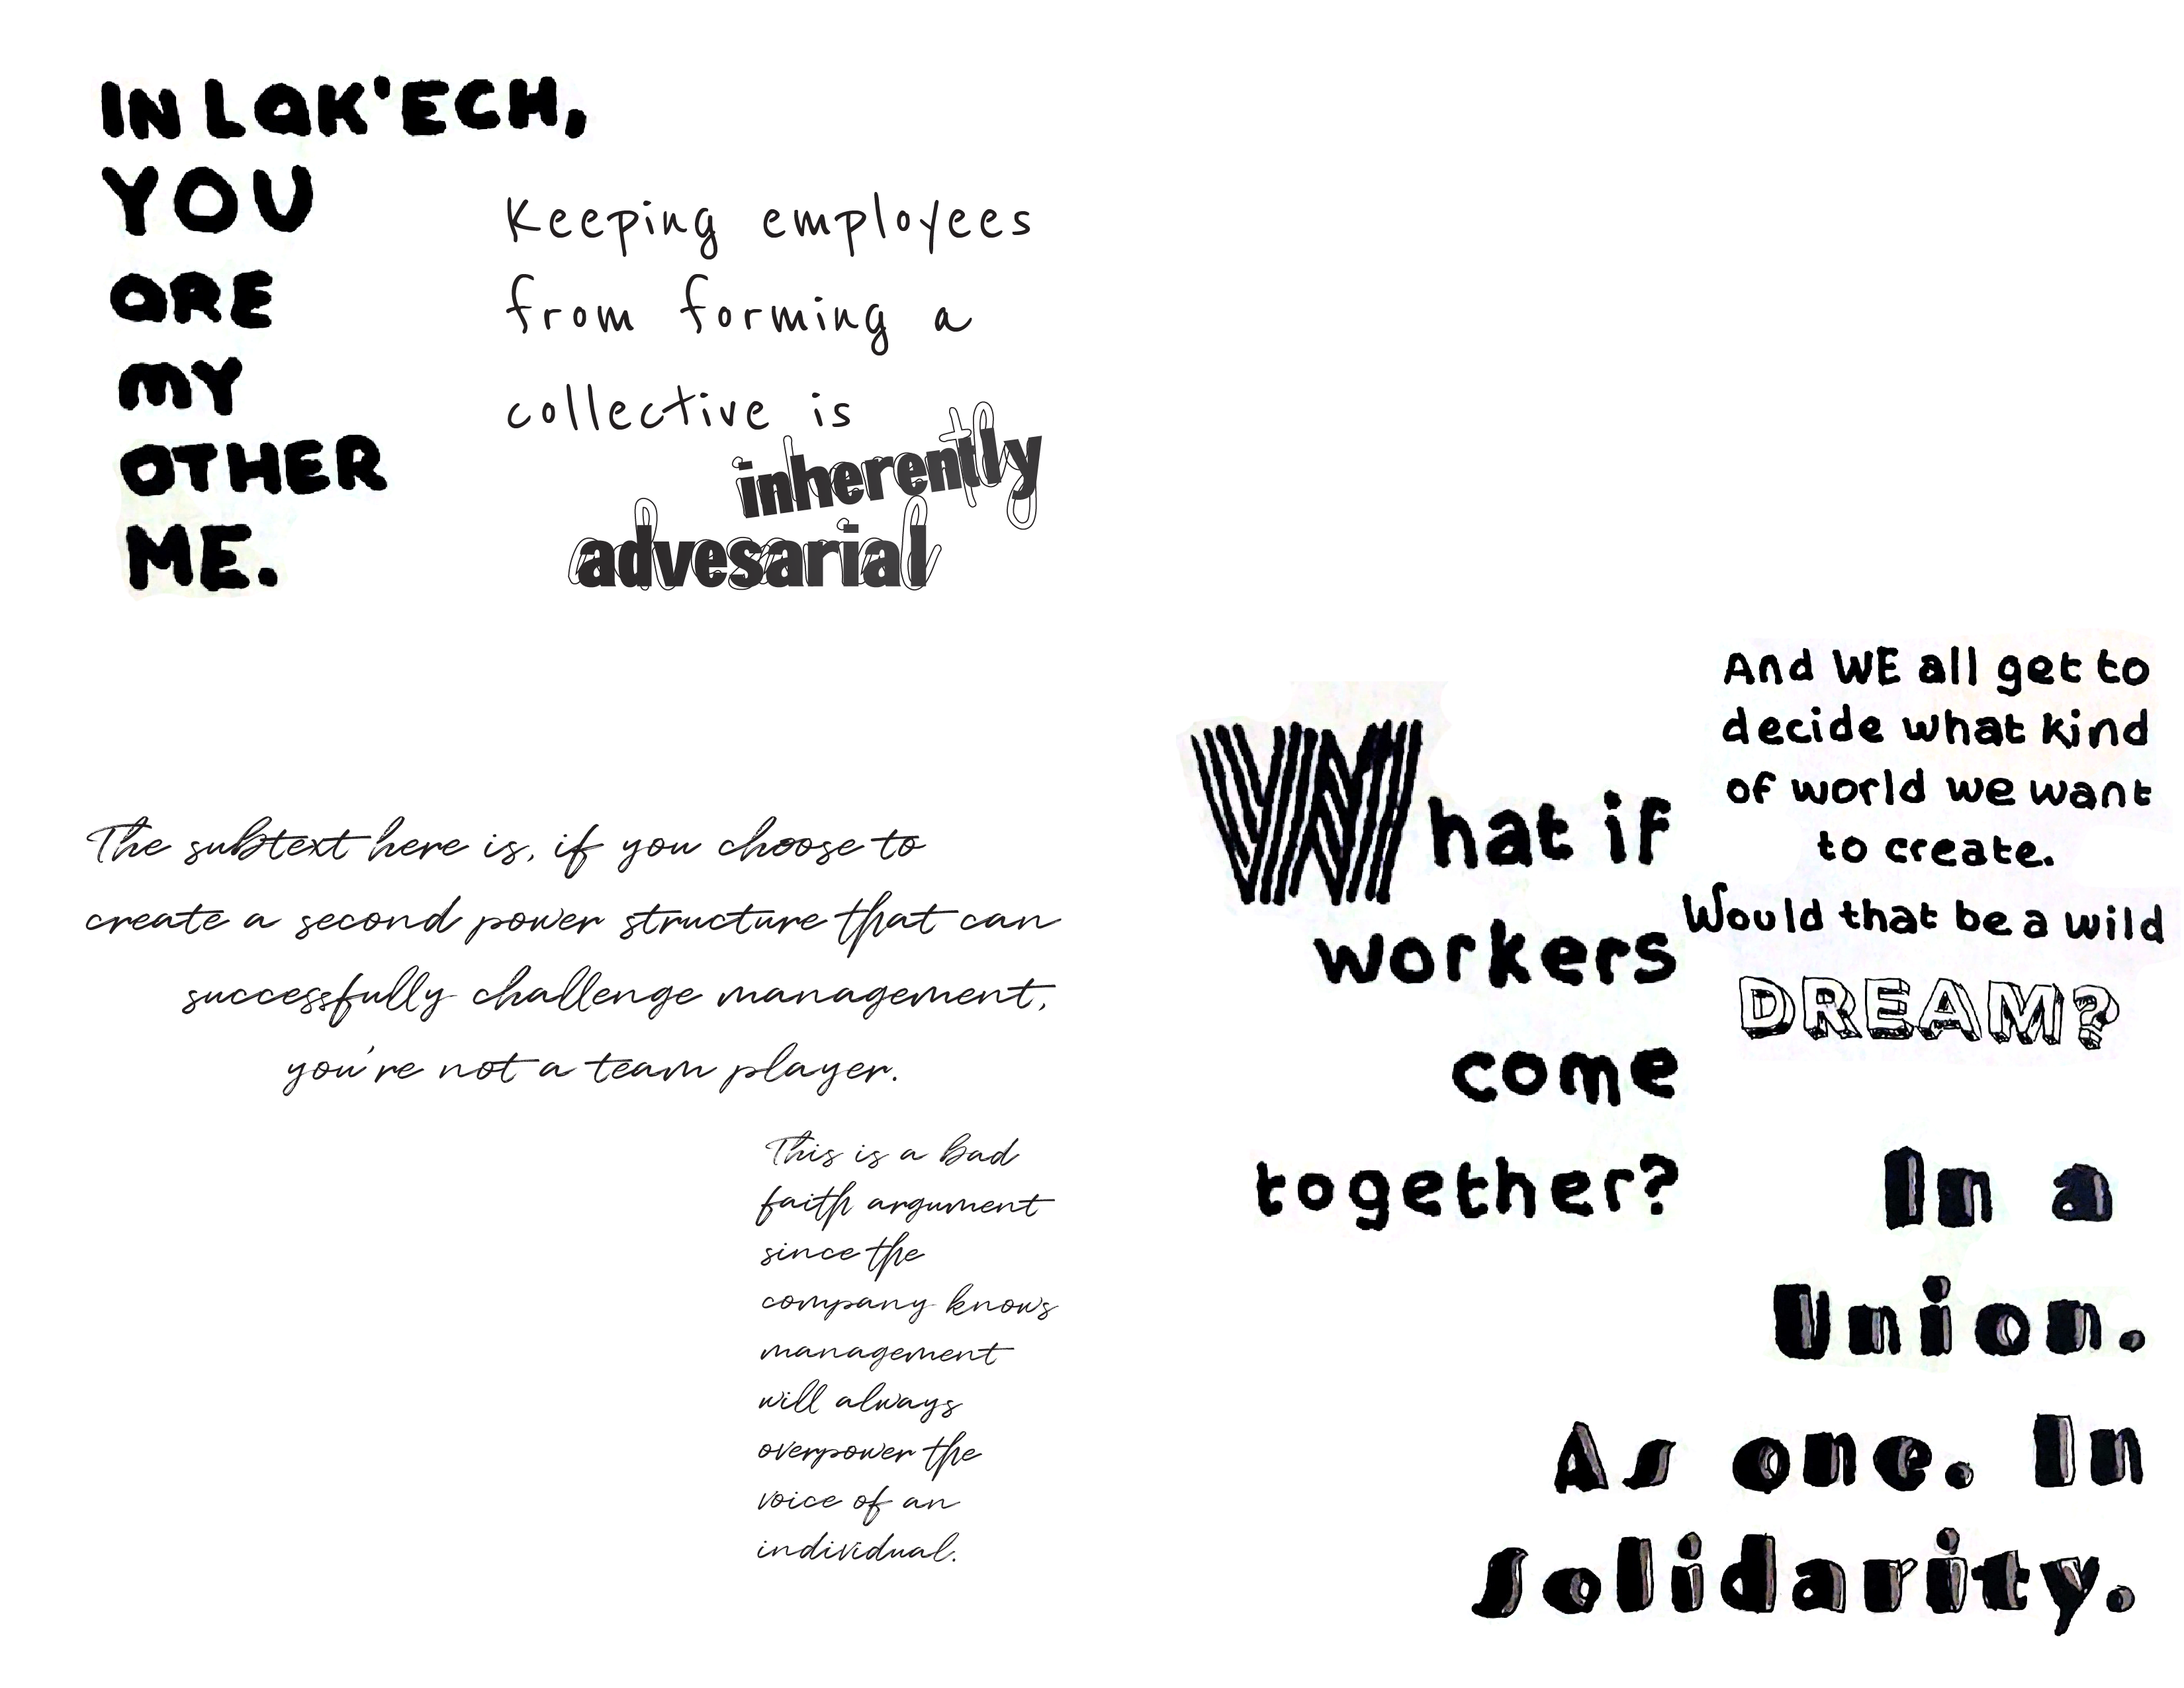 IN LaK'ECH,
YOU
aRE
mY
OTHER
ME.
Keeping employees
from forming a
collective is
inherently
advesarial
The subtext here is, if you choose to
create a second power structure that can
successfully challenge management,
you're not a team player.
This is a bad
faith argument
since the
company knows
management
will always
overpower the
voice of an
individual.
What if
workers
come
together?
And WE all get to
decide what kind
of world we want
to create.
Would that be a wild
DREAM?
In a
Union.
As one. In
Solidarity.